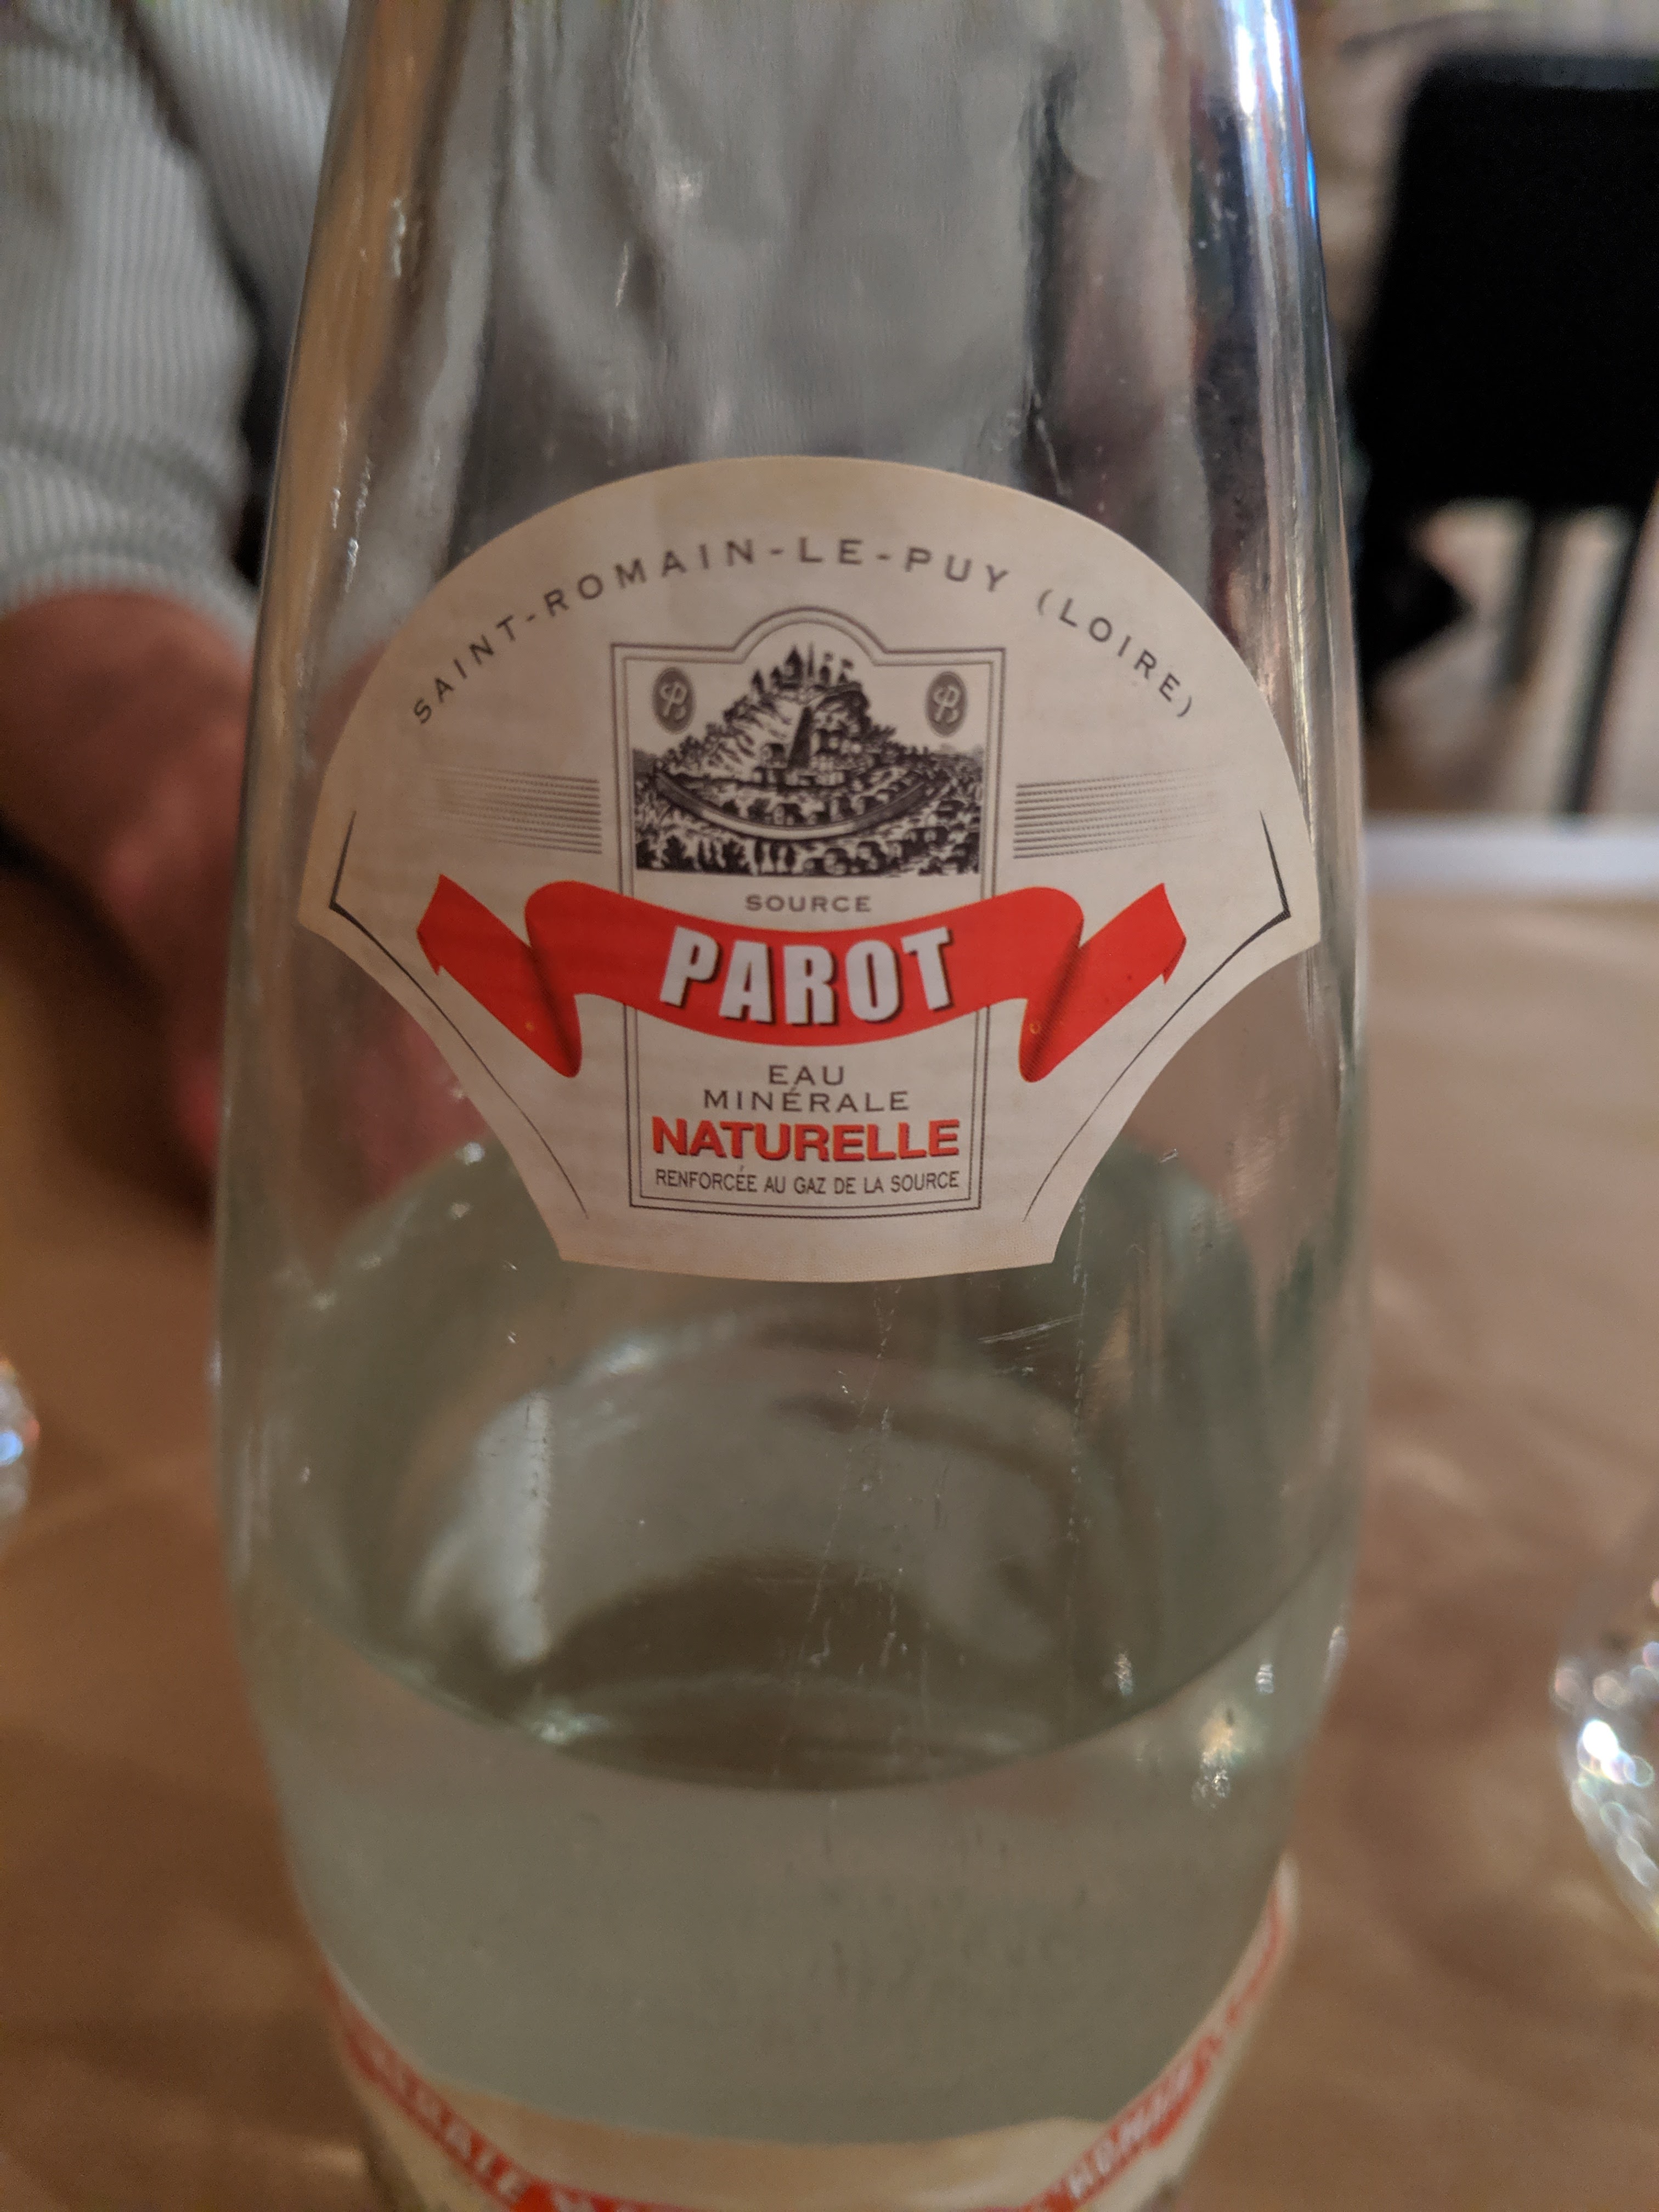 SAINT-ROMAIN-LE-PUY (LOIRE)
SOURCE
PAROT
EAU
MINÉRALE
NATURELLE
RENFORCÉE AU GAZ DE LA SOURCE